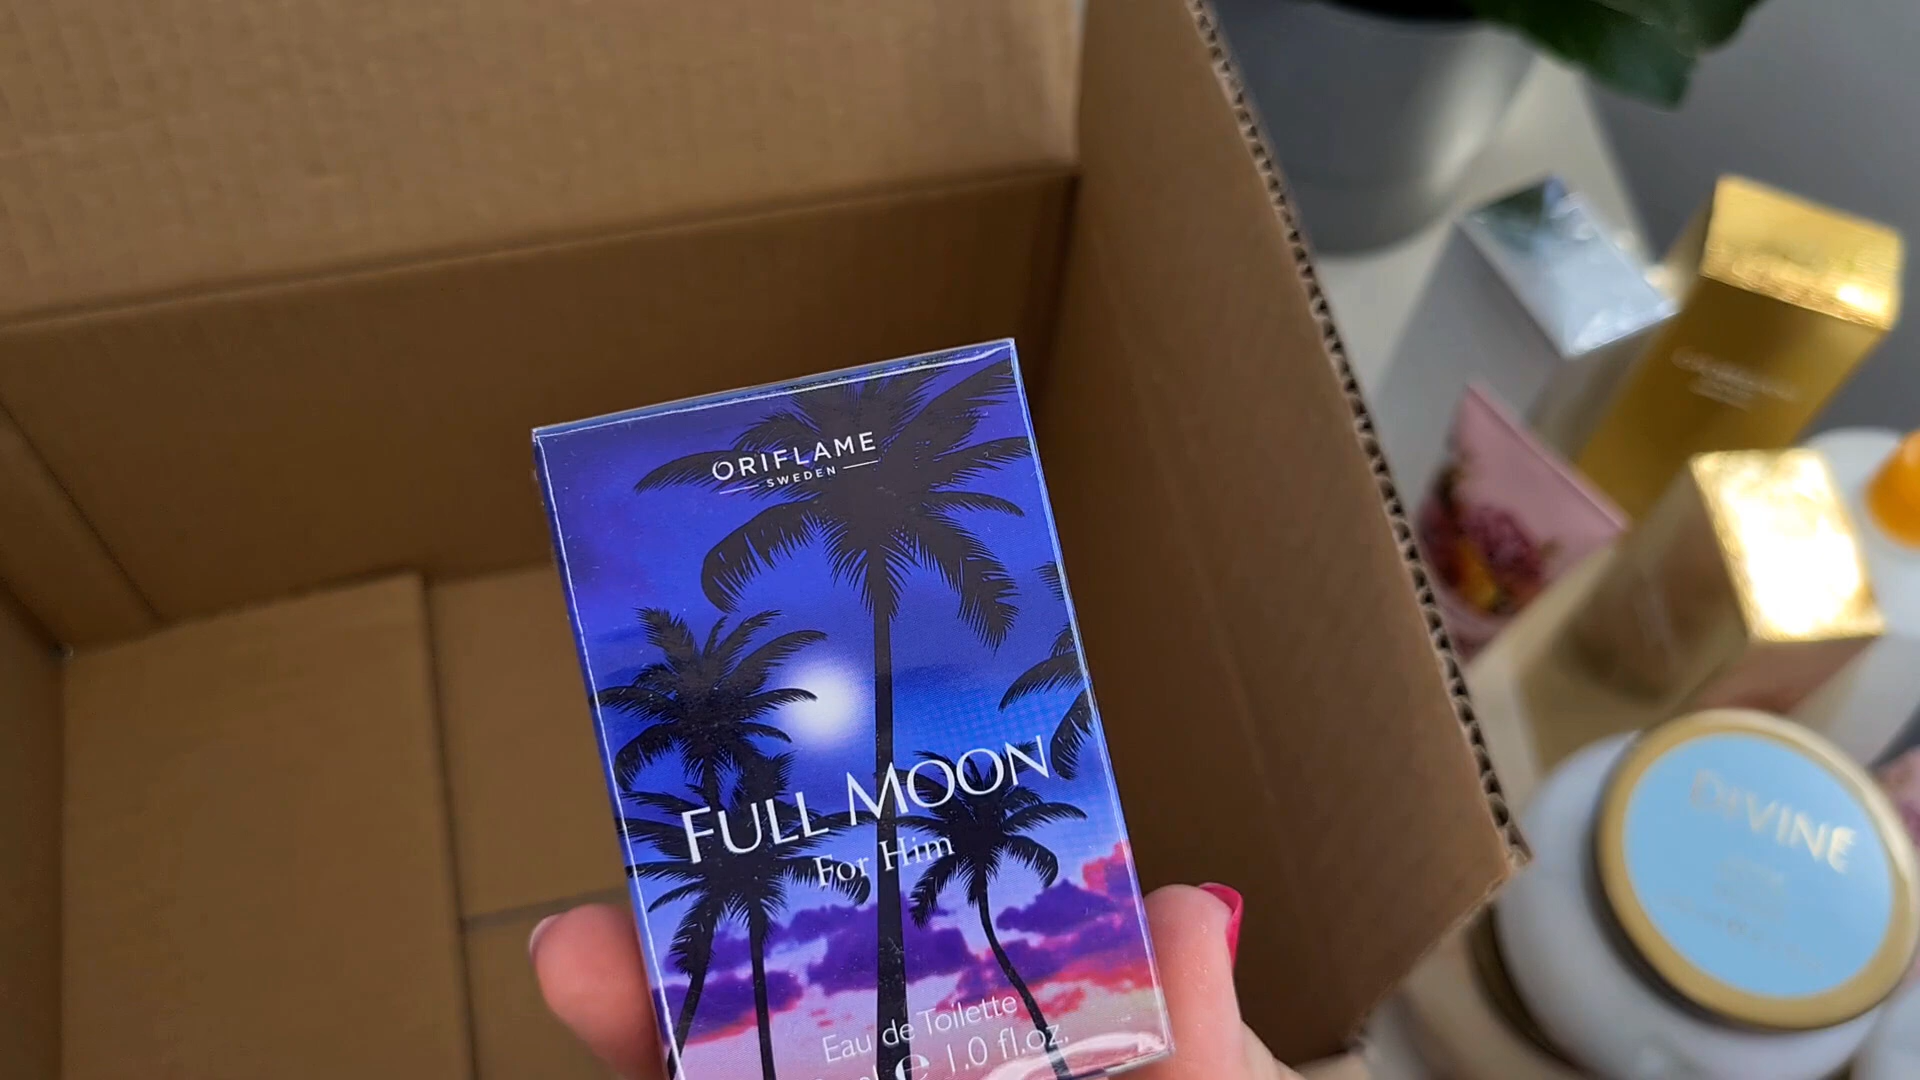 ORIFLAME
SWEDEN
FULL MOON
For Him
Eau de Toilette
e 1.0 fl.oz.
DIVINE